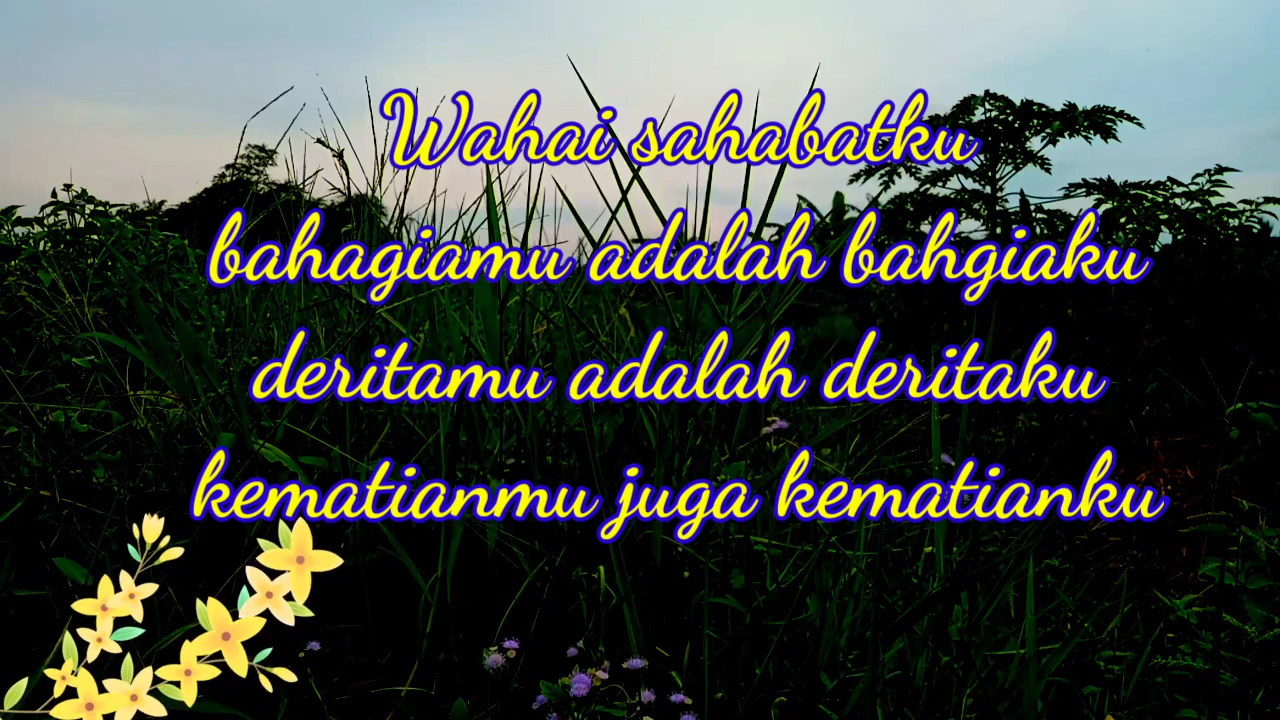 Wahai sahabatku
bahagiamu adalah bahgiaku
deritamu adalah deritaku
kematianmu juga kematianku